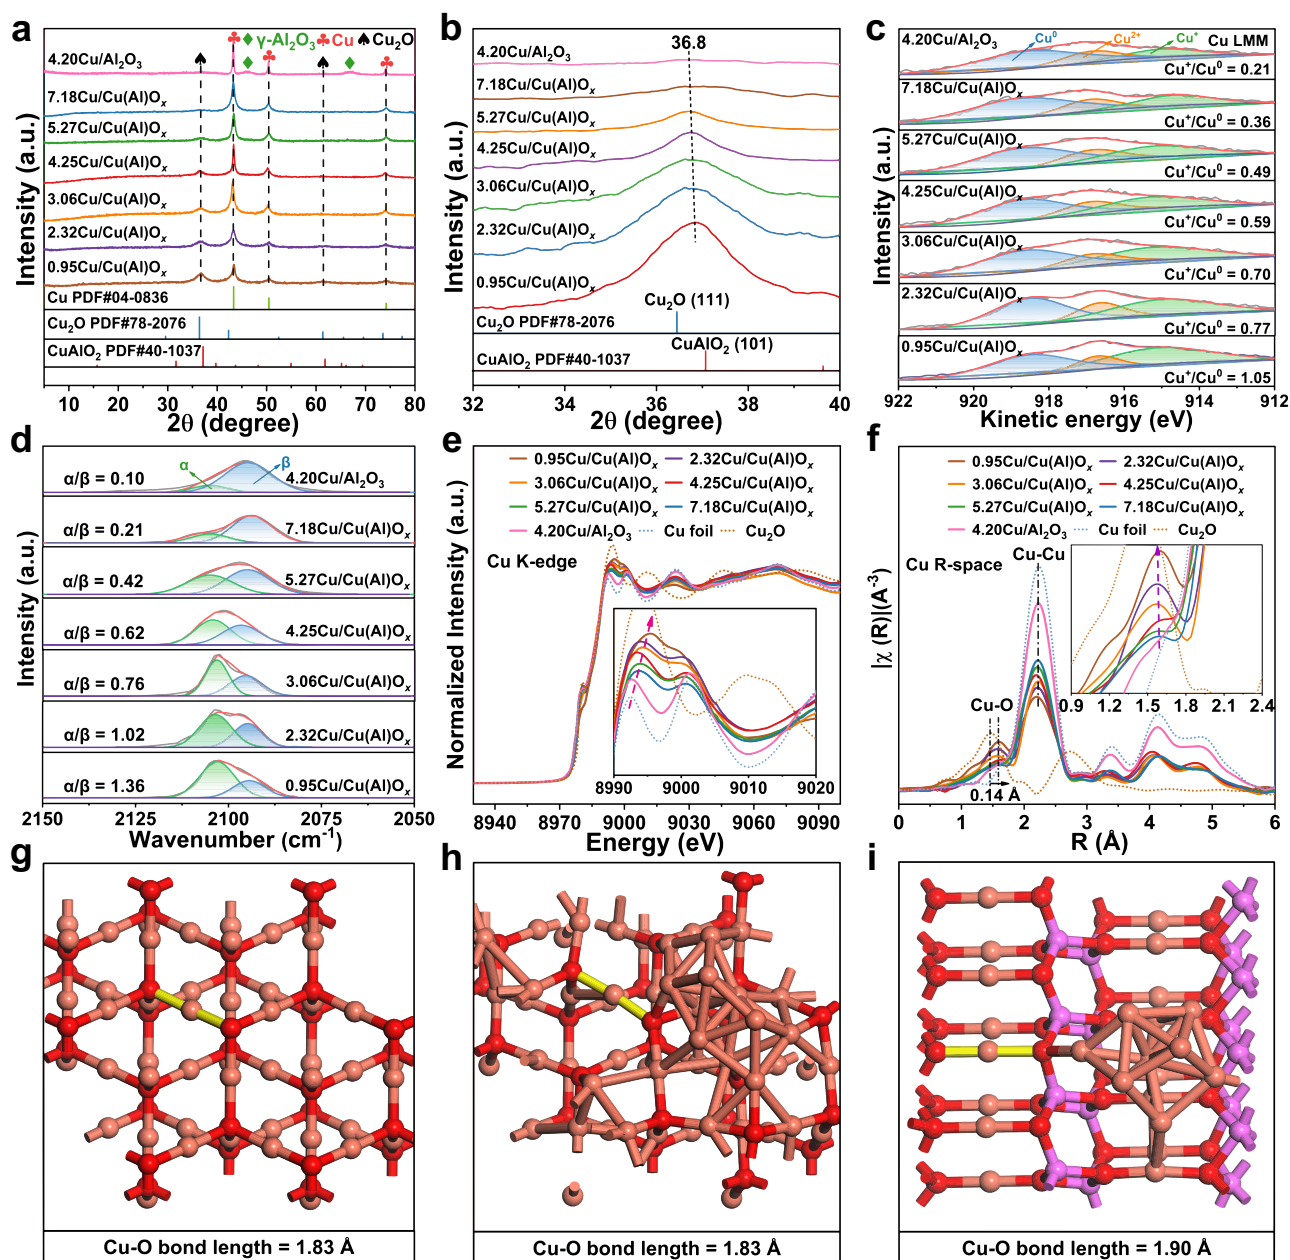 a
♣♦ γ-Al₂O₃ ♣Cu ♠Cu₂O
4.20Cu/Al₂O₃
7.18Cu/Cu(Al)Oₓ
5.27Cu/Cu(Al)Oₓ
4.25Cu/Cu(Al)Oₓ
3.06Cu/Cu(Al)Oₓ
2.32Cu/Cu(Al)Oₓ
0.95Cu/Cu(Al)Oₓ
Cu PDF#04-0836
Cu₂O PDF#78-2076
CuAlO₂ PDF#40-1037
Intensity (a.u.)
10 20 30 40 50 60 70 80
2θ (degree)
b
36.8
4.20Cu/Al₂O₃
7.18Cu/Cu(Al)Oₓ
5.27Cu/Cu(Al)Oₓ
4.25Cu/Cu(Al)Oₓ
3.06Cu/Cu(Al)Oₓ
2.32Cu/Cu(Al)Oₓ
0.95Cu/Cu(Al)Oₓ
Cu₂O (111)
Cu₂O PDF#78-2076
CuAlO₂ (101)
CuAlO₂ PDF#40-1037
Intensity (a.u.)
32 34 36 38 40
2θ (degree)
c
4.20Cu/Al₂O₃ Cu⁰ Cu²⁺ Cu⁺ Cu LMM
Cu⁺/Cu⁰ = 0.21
7.18Cu/Cu(Al)Oₓ
Cu⁺/Cu⁰ = 0.36
5.27Cu/Cu(Al)Oₓ
Cu⁺/Cu⁰ = 0.49
4.25Cu/Cu(Al)Oₓ
Cu⁺/Cu⁰ = 0.59
3.06Cu/Cu(Al)Oₓ
Cu⁺/Cu⁰ = 0.70
2.32Cu/Cu(Al)Oₓ
Cu⁺/Cu⁰ = 0.77
0.95Cu/Cu(Al)Oₓ
Cu⁺/Cu⁰ = 1.05
Intensity (a.u.)
922 920 918 916 914 912
Kinetic energy (eV)
d
α β
α/β = 0.10 4.20Cu/Al₂O₃
α/β = 0.21 7.18Cu/Cu(Al)Oₓ
α/β = 0.42 5.27Cu/Cu(Al)Oₓ
α/β = 0.62 4.25Cu/Cu(Al)Oₓ
α/β = 0.76 3.06Cu/Cu(Al)Oₓ
α/β = 1.02 2.32Cu/Cu(Al)Oₓ
α/β = 1.36 0.95Cu/Cu(Al)Oₓ
Intensity (a.u.)
2150 2125 2100 2075 2050
Wavenumber (cm⁻¹)
e
0.95Cu/Cu(Al)Oₓ 2.32Cu/Cu(Al)Oₓ
3.06Cu/Cu(Al)Oₓ 4.25Cu/Cu(Al)Oₓ
5.27Cu/Cu(Al)Oₓ 7.18Cu/Cu(Al)Oₓ
4.20Cu/Al₂O₃ Cu foil Cu₂O
Cu K-edge
8990 9000 9010 9020
Normalized Intensity (a.u.)
8940 8970 9000 9030 9060 9090
Energy (eV)
f
0.95Cu/Cu(Al)Oₓ 2.32Cu/Cu(Al)Oₓ
3.06Cu/Cu(Al)Oₓ 4.25Cu/Cu(Al)Oₓ
5.27Cu/Cu(Al)Oₓ 7.18Cu/Cu(Al)Oₓ
4.20Cu/Al₂O₃ Cu foil Cu₂O
Cu-Cu
Cu R-space
0.9 1.2 1.5 1.8 2.1 2.4
Cu-O
0.14 Å
|χ (R)|(Å⁻³)
0 1 2 3 4 5 6
R (Å)
g
Cu-O bond length = 1.83 Å
h
Cu-O bond length = 1.83 Å
i
Cu-O bond length = 1.90 Å